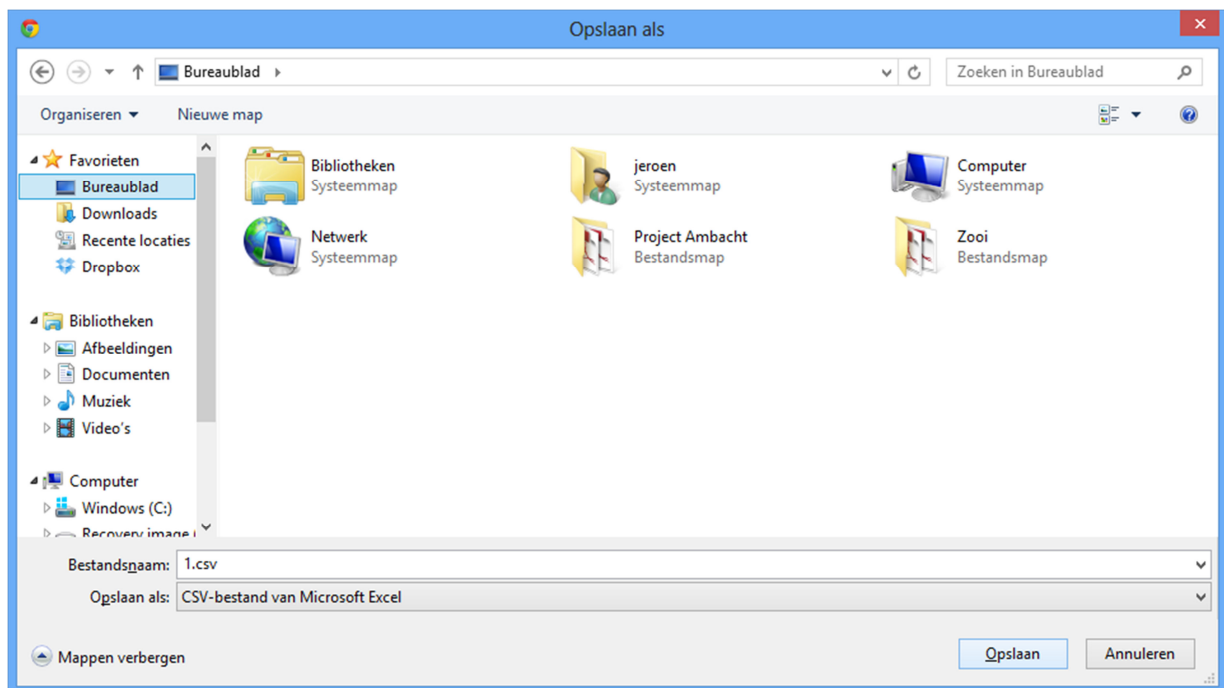 Opslaan als
Bureaublad
Zoeken in Bureaublad
Organiseren
Nieuwe map
Favorieten
Bureaublad
Downloads
Recente locaties
Dropbox
Bibliotheken
Afbeeldingen
Documenten
Muziek
Video's
Computer
Windows (C:)
Recovery image (
Bibliotheken
Systeemmap
jeroen
Systeemmap
Computer
Systeemmap
Netwerk
Systeemmap
Project Ambacht
Bestandsmap
Zooi
Bestandsmap
Bestandsnaam: 1.csv
Opslaan als: CSV-bestand van Microsoft Excel
Mappen verbergen
Opslaan
Annuleren